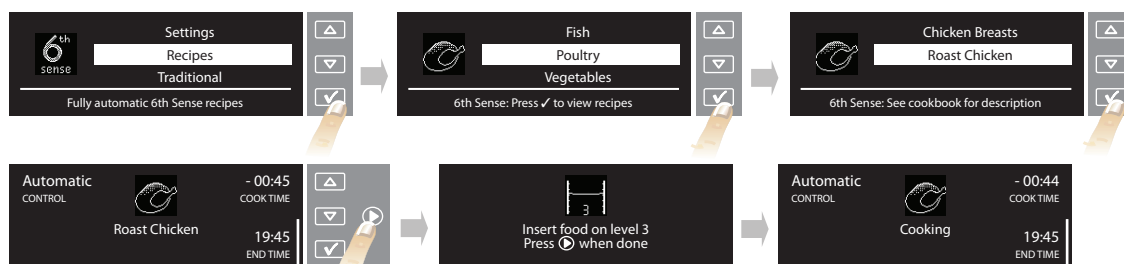 6th
sense
Settings
Recipes
Traditional
Fully automatic 6th Sense recipes
Fish
Poultry
Vegetables
6th Sense: Press ✓ to view recipes
Chicken Breasts
Roast Chicken
6th Sense: See cookbook for description
Automatic
CONTROL
Roast Chicken
- 00:45
COOK TIME
19:45
END TIME
3
Insert food on level 3
Press ▶ when done
Automatic
CONTROL
Cooking
- 00:44
COOK TIME
19:45
END TIME